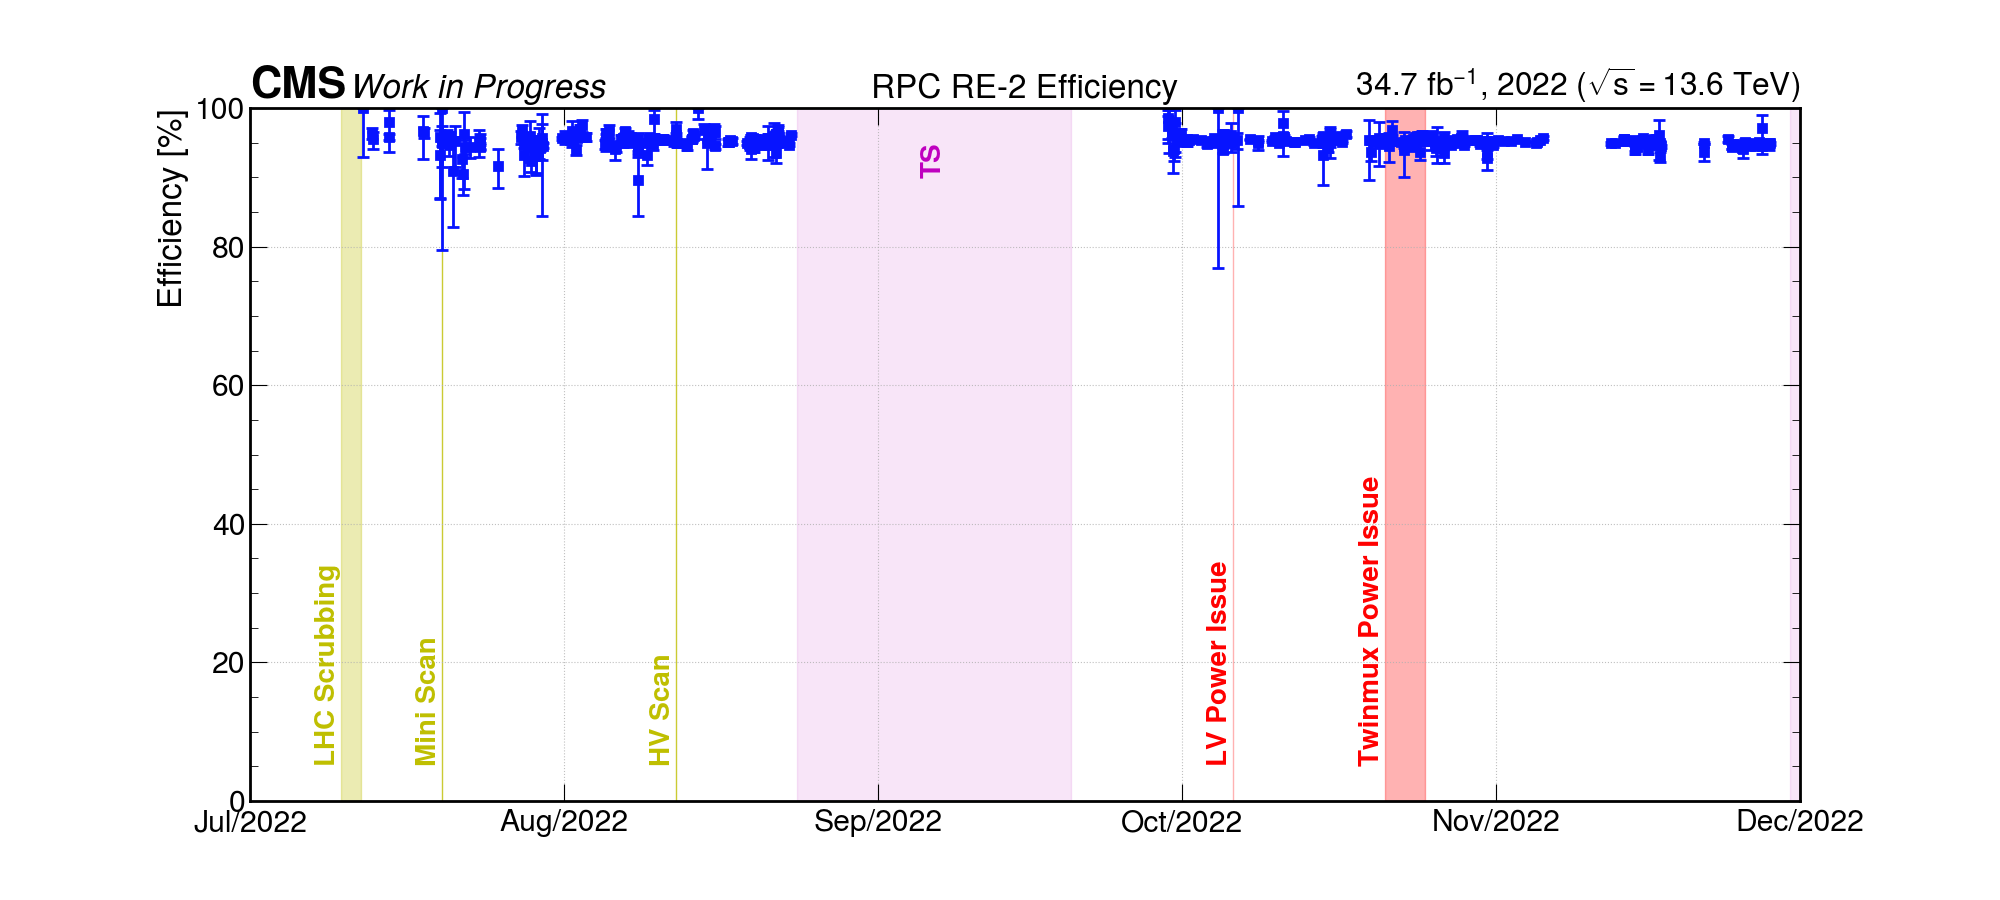 CMS Work in Progress
RPC RE-2 Efficiency
34.7 fb⁻¹, 2022 (√s = 13.6 TeV)
Efficiency [%]
100
80
60
40
20
0
TS
LHC Scrubbing
Mini Scan
HV Scan
LV Power Issue
Twinmux Power Issue
Jul/2022
Aug/2022
Sep/2022
Oct/2022
Nov/2022
Dec/2022